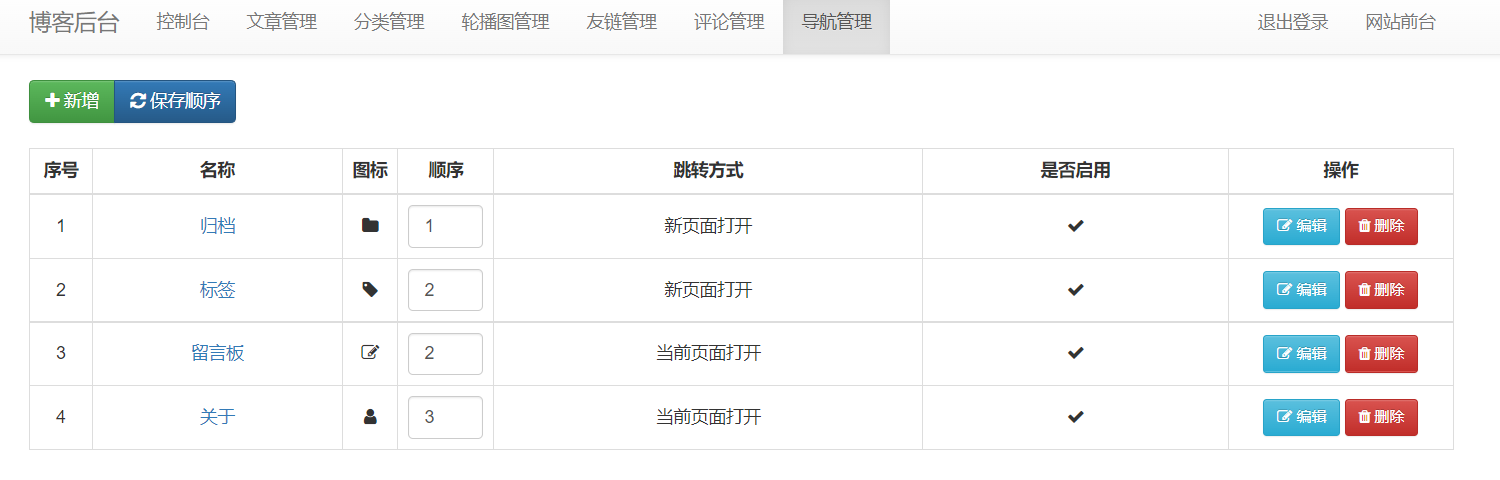 博客后台 控制台 文章管理 分类管理 轮播图管理 友链管理 评论管理 导航管理 退出登录 网站前台
新增 保存顺序
序号 名称 图标 顺序 跳转方式 是否启用 操作
1 归档 1 新页面打开 编辑 删除
2 标签 2 新页面打开 编辑 删除
3 留言板 2 当前页面打开 编辑 删除
4 关于 3 当前页面打开 编辑 删除